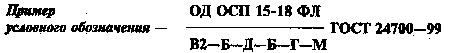 Пример
условного обозначения —
ОД ОСП 15-18 ФЛ
В2—Б—Д—Б—Г—М
ГОСТ 24700—99